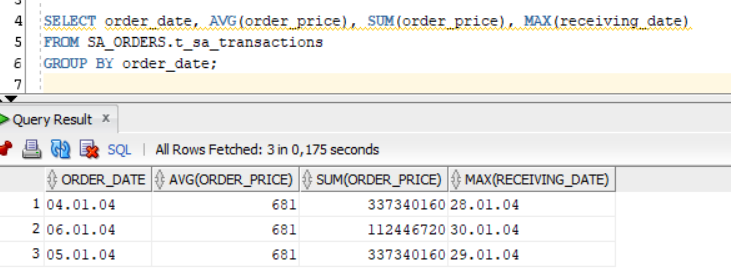 4 SELECT order_date, AVG(order_price), SUM(order_price), MAX(receiving_date)
5 FROM SA_ORDERS.t_sa_transactions
6 GROUP BY order_date;
7
Query Result x
SQL | All Rows Fetched: 3 in 0,175 seconds
ORDER_DATE AVG(ORDER_PRICE) SUM(ORDER_PRICE) MAX(RECEIVING_DATE)
1 04.01.04 681 337340160 28.01.04
2 06.01.04 681 112446720 30.01.04
3 05.01.04 681 337340160 29.01.04